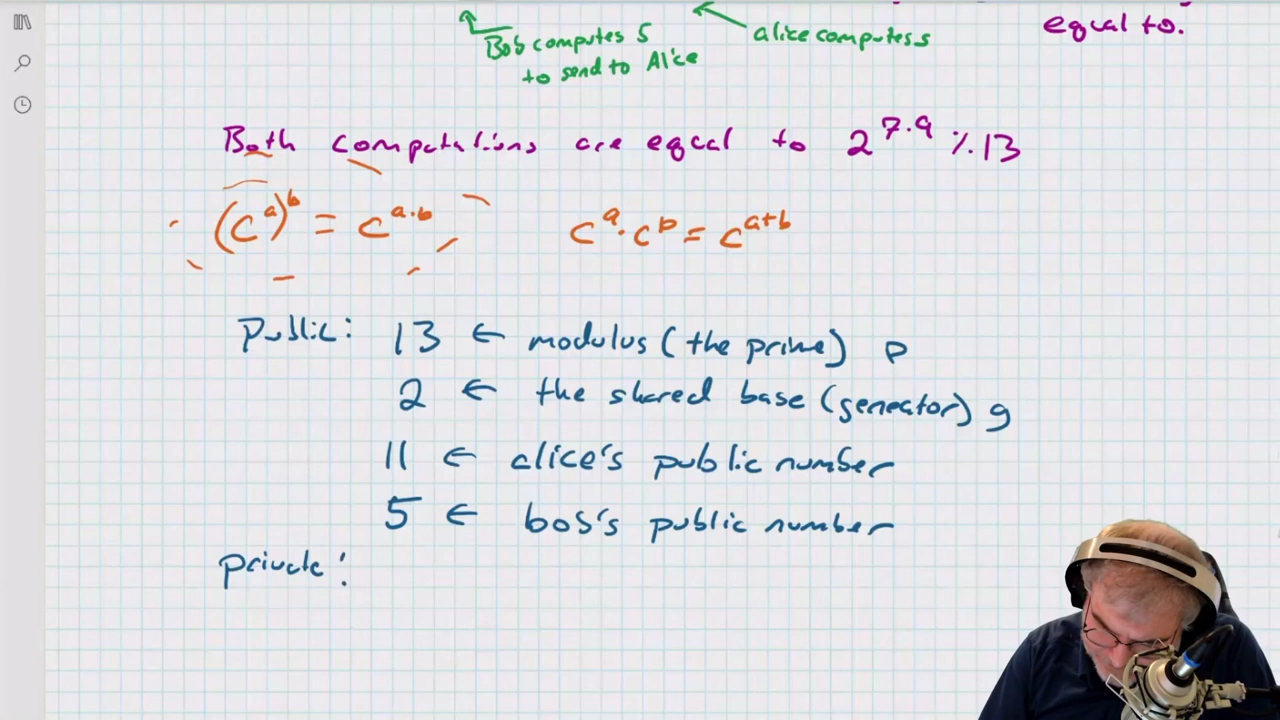 equal to.
Bob computes 5
to send to Alice
alice computes s
Both computations are equal to 2^7·9 % 13
(c^a)^b = c^a·b
c^a · c^b = c^a+b
Public: 13 ← modulus (the prime) p
2 ← the shared base (geneator) g
11 ← alice's public number
5 ← bob's public number
private: